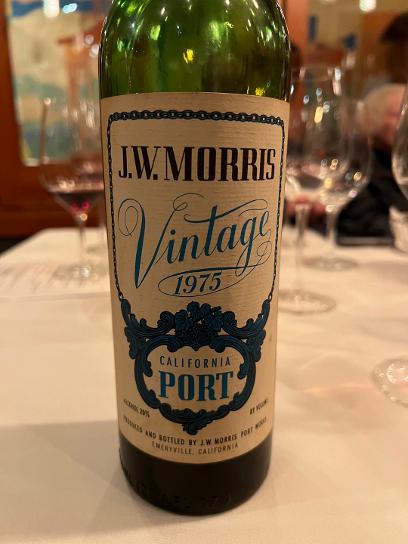 J.W. MORRIS
Vintage
1975
CALIFORNIA
PORT
ALCOHOL 20% BY VOLUME
PRODUCED AND BOTTLED BY J.W. MORRIS PORT WORKS
EMERYVILLE, CALIFORNIA